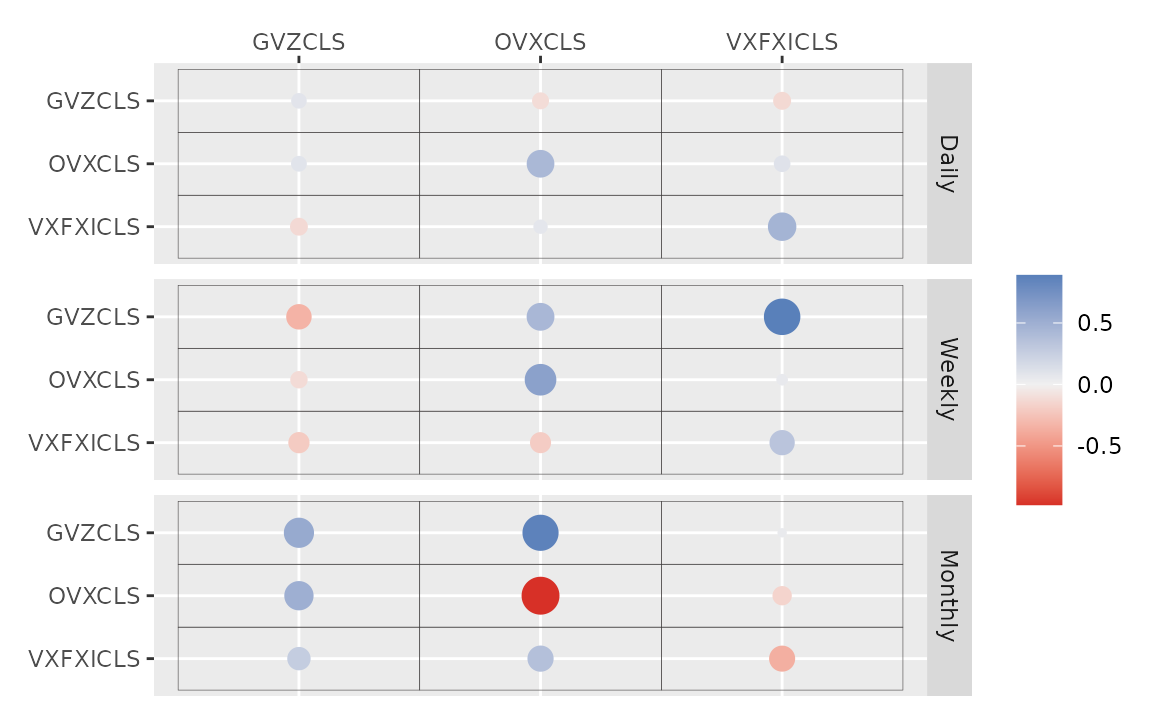 GVZCLS OVXCLS VXFXICLS
GVZCLS
OVXCLS
VXFXICLS
Daily
GVZCLS
OVXCLS
VXFXICLS
Weekly
GVZCLS
OVXCLS
VXFXICLS
Monthly
0.5
0.0
-0.5